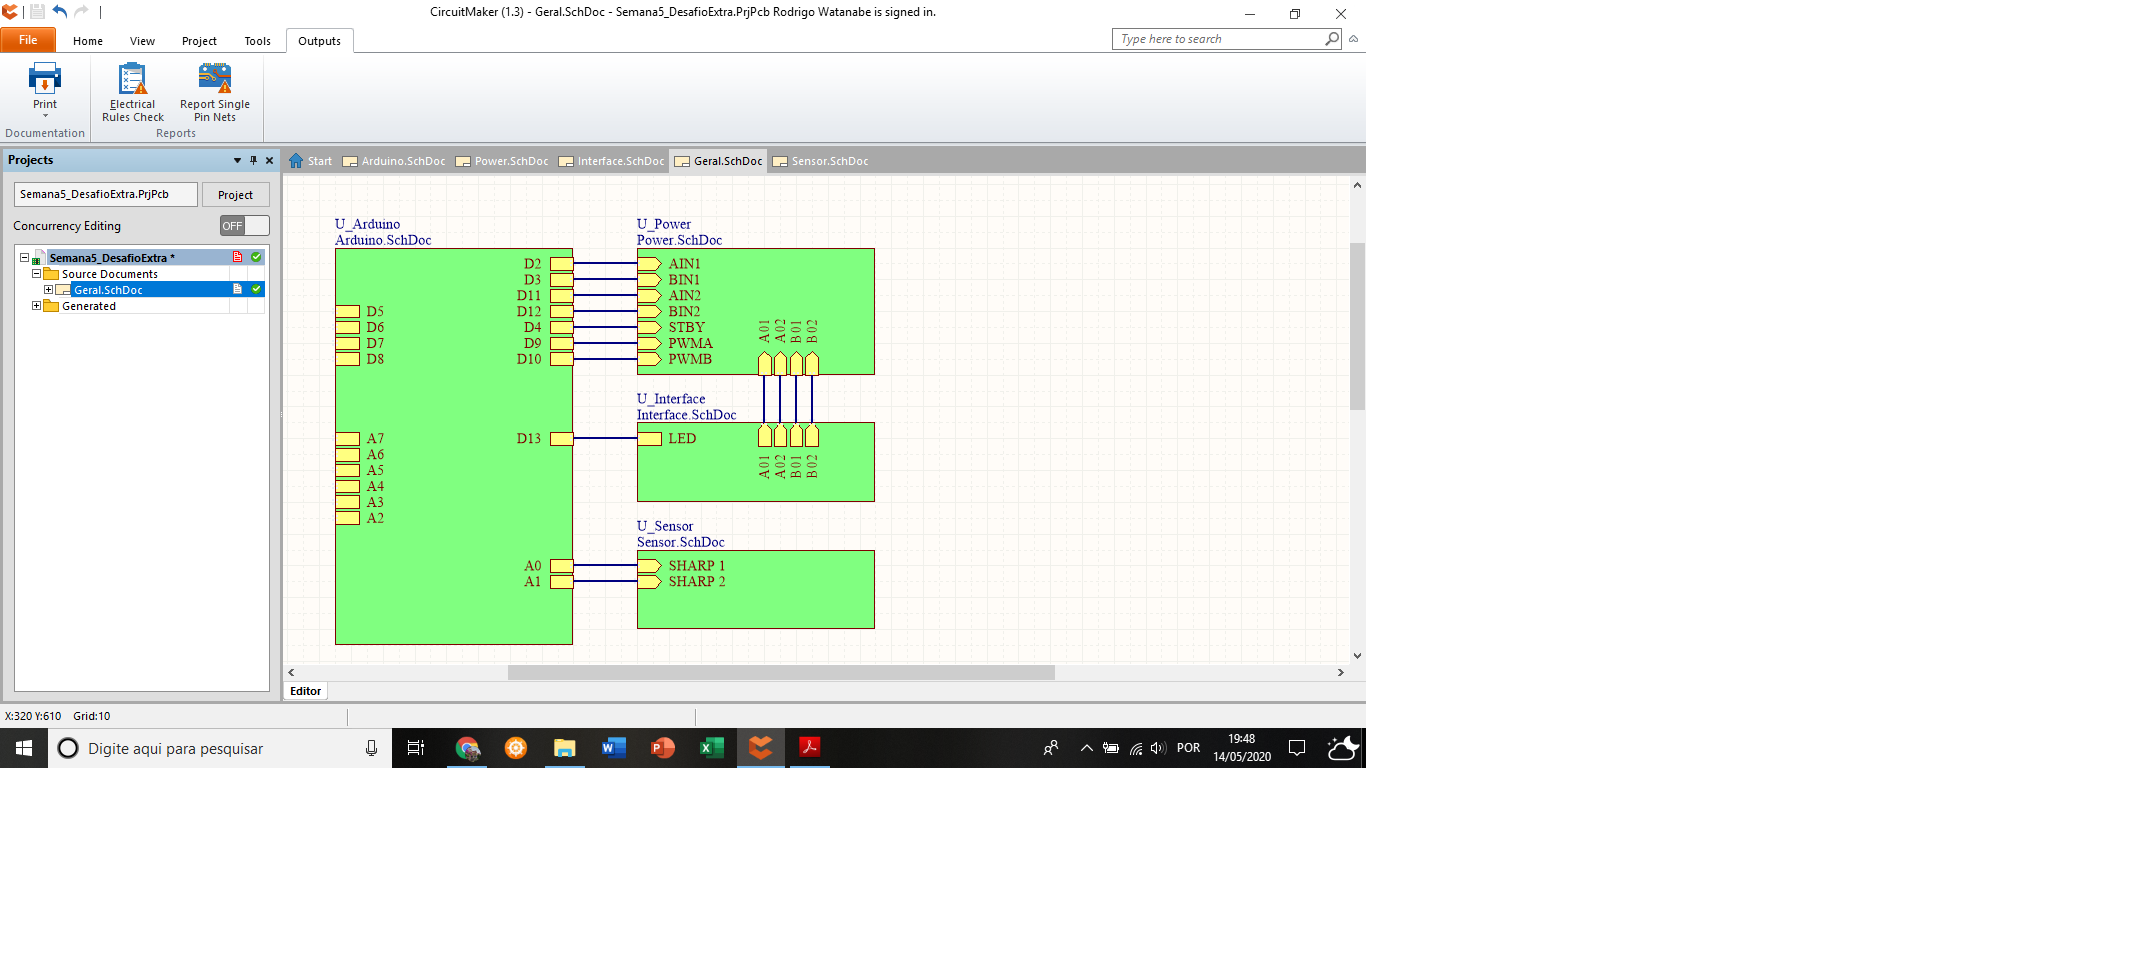 CircuitMaker (1.3) - Geral.SchDoc - Semana5_DesafioExtra.PrjPcb Rodrigo Watanabe is signed in.
File Home View Project Tools Outputs
Type here to search
Print
Electrical Rules Check
Report Single Pin Nets
Documentation
Reports
Projects
Start Arduino.SchDoc Power.SchDoc Interface.SchDoc Geral.SchDoc Sensor.SchDoc
Semana5_DesafioExtra.PrjPcb Project
Concurrency Editing OFF
Semana5_DesafioExtra *
Source Documents
Geral.SchDoc
Generated
U_Arduino
Arduino.SchDoc
D2
D3
D11
D5 D12
D6 D4
D7 D9
D8 D10
A7 D13
A6
A5
A4
A3
A2
A0
A1
U_Power
Power.SchDoc
AIN1
BIN1
AIN2
BIN2
STBY
PWMA
PWMB
A01
A02
B01
B02
U_Interface
Interface.SchDoc
LED
A01
A02
B01
B02
U_Sensor
Sensor.SchDoc
SHARP 1
SHARP 2
Editor
X:320 Y:610 Grid:10
Digite aqui para pesquisar
POR
19:48
14/05/2020